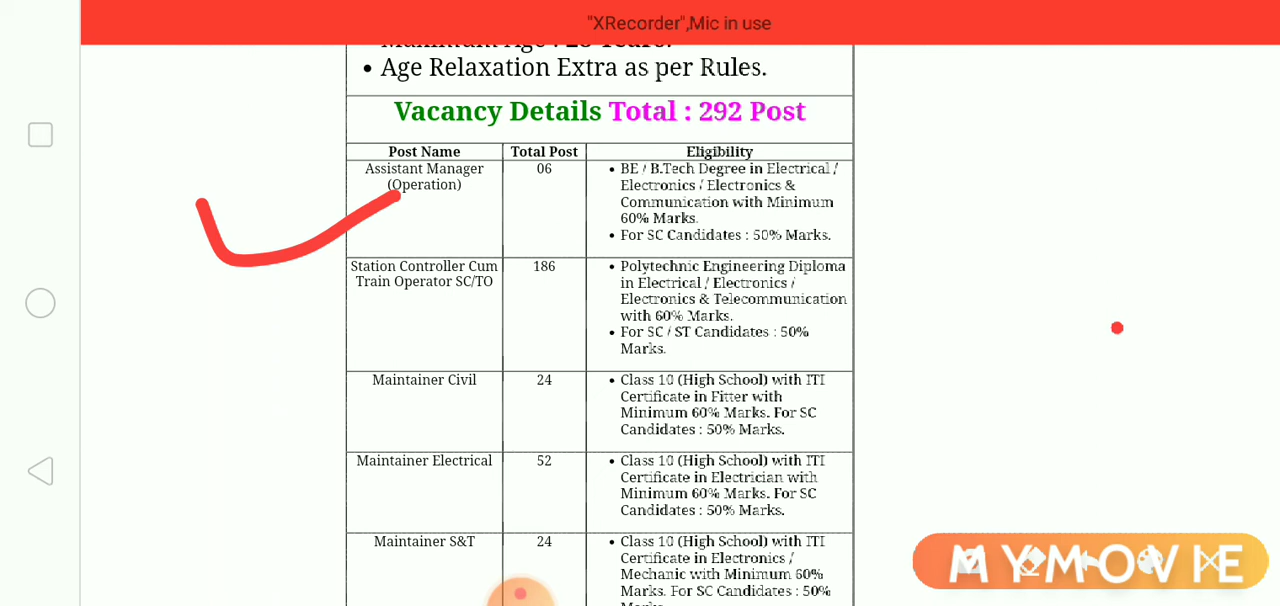 "XRecorder",Mic in use
Maximum Age : 28 Years.
• Age Relaxation Extra as per Rules.
Vacancy Details Total : 292 Post
Post Name Total Post Eligibility
Assistant Manager
(Operation)
06
• BE / B.Tech Degree in Electrical /
Electronics / Electronics &
Communication with Minimum
60% Marks.
• For SC Candidates : 50% Marks.
Station Controller Cum
Train Operator SC/TO
186
• Polytechnic Engineering Diploma
in Electrical / Electronics /
Electronics & Telecommunication
with 60% Marks.
• For SC / ST Candidates : 50%
Marks.
Maintainer Civil
24
• Class 10 (High School) with ITI
Certificate in Fitter with
Minimum 60% Marks. For SC
Candidates : 50% Marks.
Maintainer Electrical
52
• Class 10 (High School) with ITI
Certificate in Electrician with
Minimum 60% Marks. For SC
Candidates : 50% Marks.
Maintainer S&T
24
• Class 10 (High School) with ITI
Certificate in Electronics /
Mechanic with Minimum 60%
Marks. For SC Candidates : 50%
Marks.
MYMOVIE